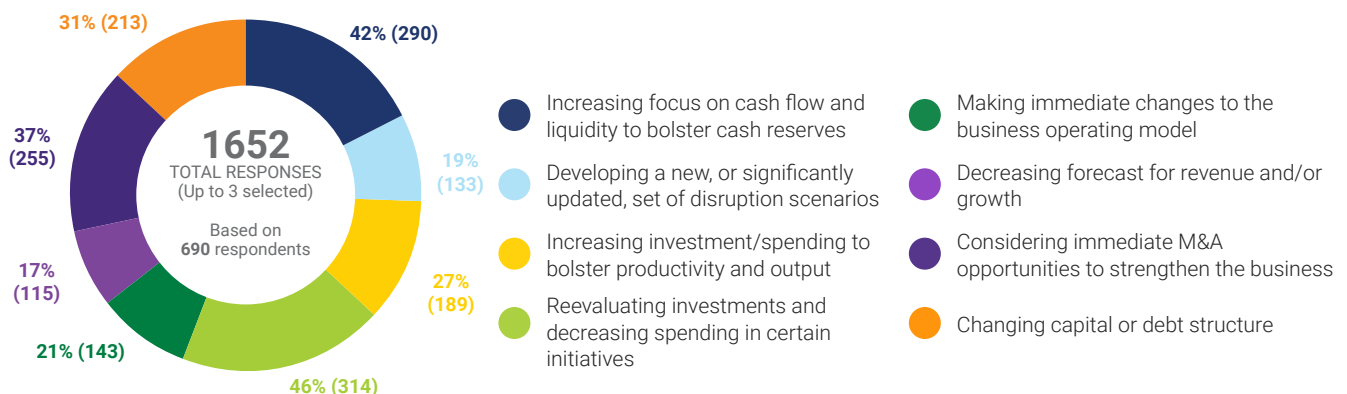 31% (213)
42% (290)
37%
(255)
1652
TOTAL RESPONSES
(Up to 3 selected)
Based on
690 respondents
19%
(133)
17%
(115)
27%
(189)
21% (143)
46% (314)
Increasing focus on cash flow and
liquidity to bolster cash reserves
Developing a new, or significantly
updated, set of disruption scenarios
Increasing investment/spending to
bolster productivity and output
Reevaluating investments and
decreasing spending in certain
initiatives
Making immediate changes to the
business operating model
Decreasing forecast for revenue and/or
growth
Considering immediate M&A
opportunities to strengthen the business
Changing capital or debt structure